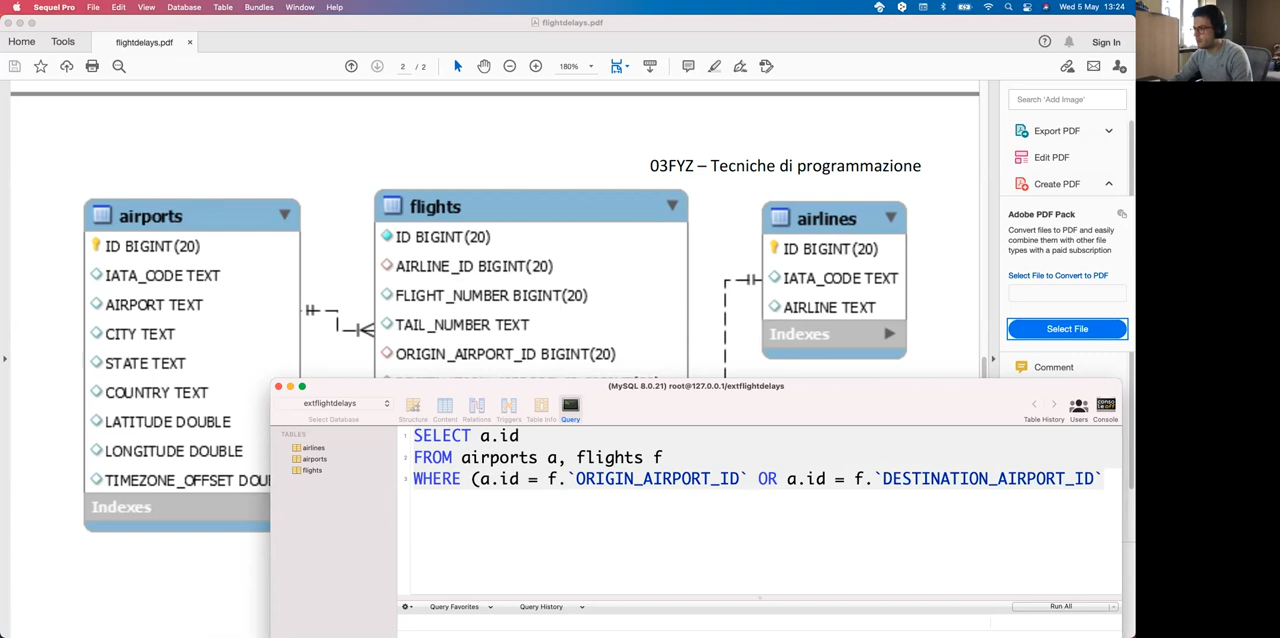 Sequel Pro File Edit View Database Table Bundles Window Help
Wed 5 May 13:24
flightdelays.pdf
Home Tools flightdelays.pdf ×
Sign In
2 / 2
180%
Search 'Add Image'
Export PDF
Edit PDF
Create PDF
Adobe PDF Pack
Convert files to PDF and easily
combine them with other file
types with a paid subscription
Select File to Convert to PDF
Select File
Comment
03FYZ – Tecniche di programmazione
airports
ID BIGINT(20)
IATA_CODE TEXT
AIRPORT TEXT
CITY TEXT
STATE TEXT
COUNTRY TEXT
LATITUDE DOUBLE
LONGITUDE DOUBLE
TIMEZONE_OFFSET DOU
Indexes
flights
ID BIGINT(20)
AIRLINE_ID BIGINT(20)
FLIGHT_NUMBER BIGINT(20)
TAIL_NUMBER TEXT
ORIGIN_AIRPORT_ID BIGINT(20)
airlines
ID BIGINT(20)
IATA_CODE TEXT
AIRLINE TEXT
Indexes
(MySQL 8.0.21) root@127.0.0.1/extflightdelays
extflightdelays
Select Database
Structure Content Relations Triggers Table Info Query
Table History Users Console
TABLES
airlines
airports
flights
1 SELECT a.id
2 FROM airports a, flights f
3 WHERE (a.id = f.`ORIGIN_AIRPORT_ID` OR a.id = f.`DESTINATION_AIRPORT_ID`
Query Favorites Query History Run All